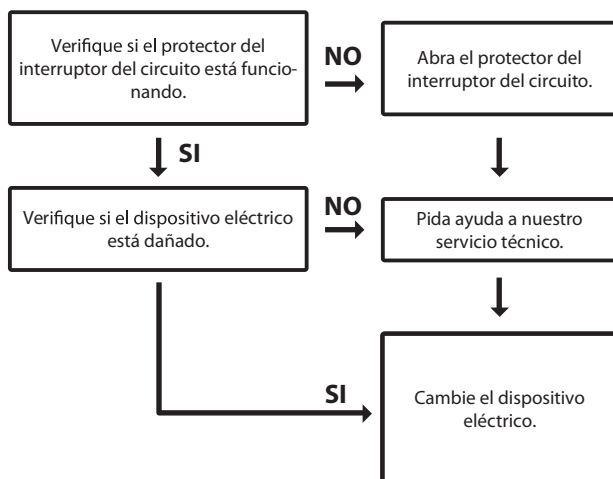 Verifique si el protector del
interruptor del circuito está funcio-
nando.
NO
Abra el protector del
interruptor del circuito.
SI
Verifique si el dispositivo eléctrico
está dañado.
NO
Pida ayuda a nuestro
servicio técnico.
SI
Cambie el dispositivo
eléctrico.